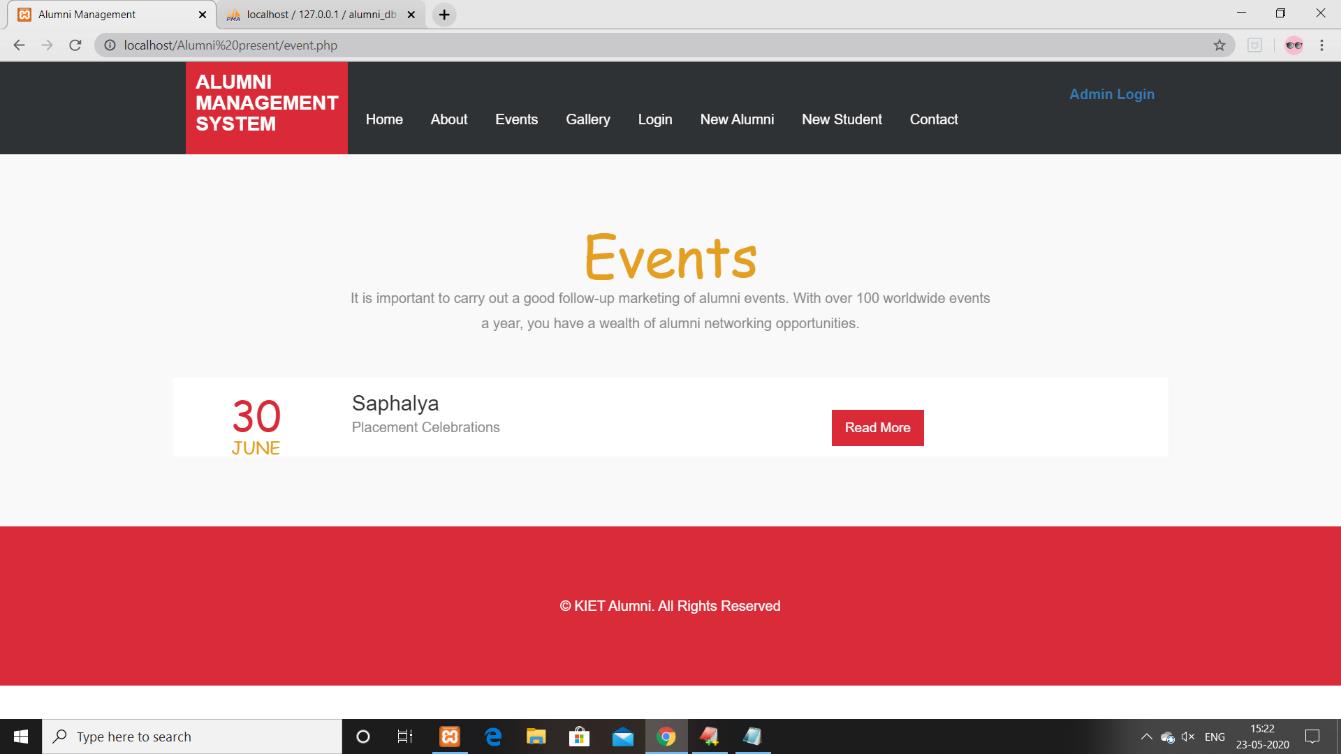 Alumni Management
localhost / 127.0.0.1 / alumni_db
localhost/Alumni%20present/event.php
ALUMNI
MANAGEMENT
SYSTEM
Home About Events Gallery Login New Alumni New Student Contact
Admin Login
Events
It is important to carry out a good follow-up marketing of alumni events. With over 100 worldwide events
a year, you have a wealth of alumni networking opportunities.
30
JUNE
Saphalya
Placement Celebrations
Read More
© KIET Alumni. All Rights Reserved
Type here to search
ENG
15:22
23-05-2020